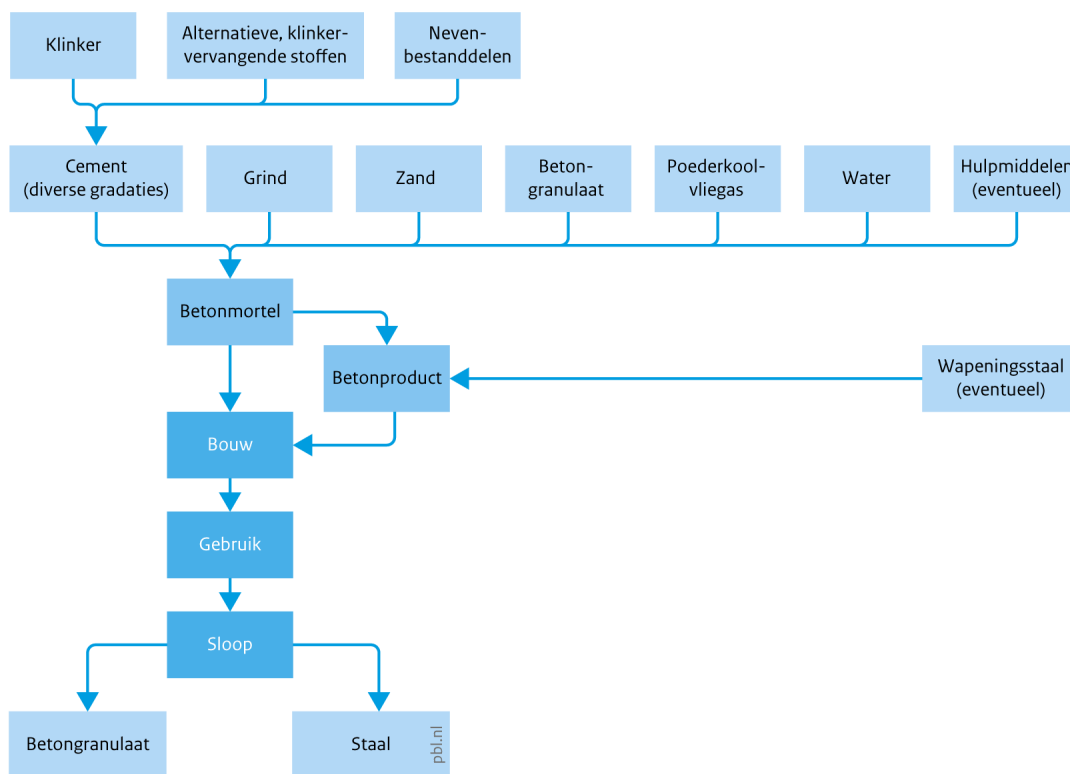 Klinker
Alternatieve, klinker-
vervangende stoffen
Neven-
bestanddelen
Cement
(diverse gradaties)
Grind
Zand
Beton-
granulaat
Poederkool-
vliegas
Water
Hulpmiddelen
(eventueel)
Betonmortel
Betonproduct
Wapeningsstaal
(eventueel)
Bouw
Gebruik
Sloop
Betongranulaat
Staal
pbl.nl